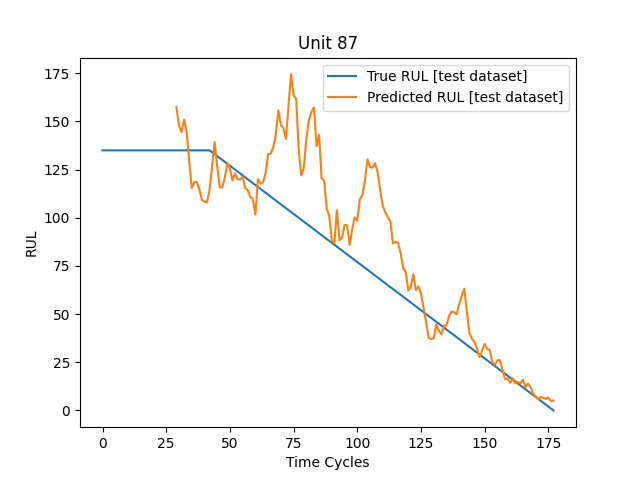 Unit 87
True RUL [test dataset]
Predicted RUL [test dataset]
RUL
175
150
125
100
75
50
25
0
0 25 50 75 100 125 150 175
Time Cycles